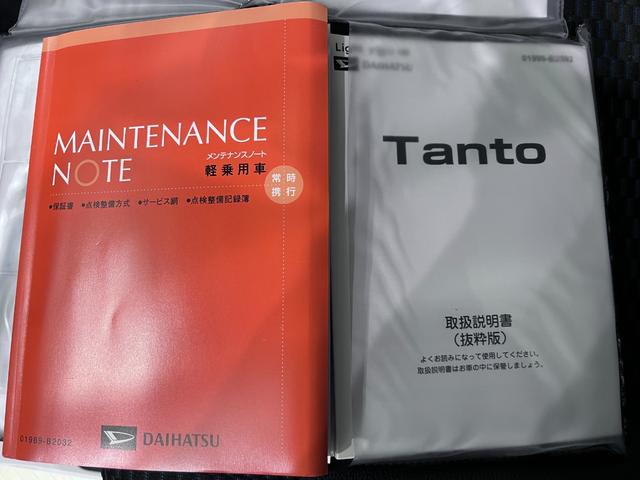 MAINTENANCE
NOTE
メンテナンスノート
軽乗用車
常時
携行
●保証書 ●点検整備方式 ●サービス網 ●点検整備記録簿
01989-B2032
DAIHATSU
Lig
DAIHATSU
Tanto
取扱説明書
(抜粋版)
よくお読みになって使用してください。
取扱説明書はお車の中に保管しましょう。